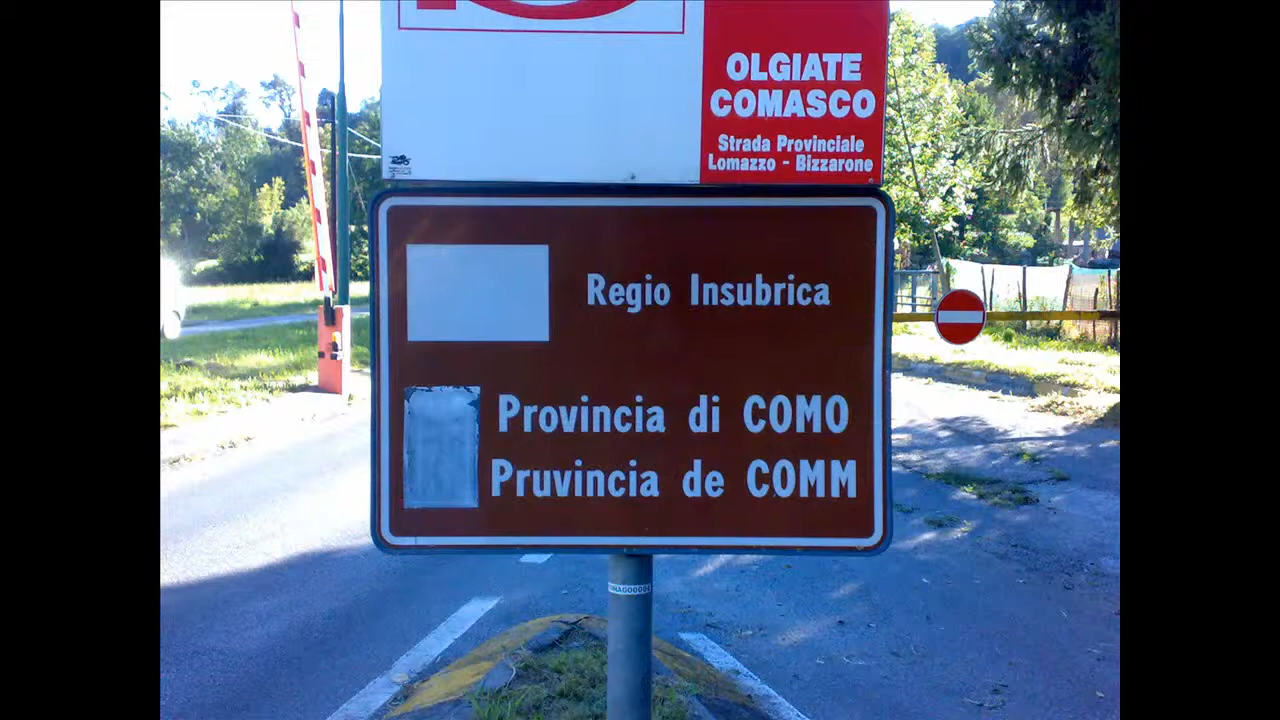 OLGIATE
COMASCO
Strada Provinciale
Lomazzo - Bizzarone
Regio Insubrica
Provincia di COMO
Pruvincia de COMM